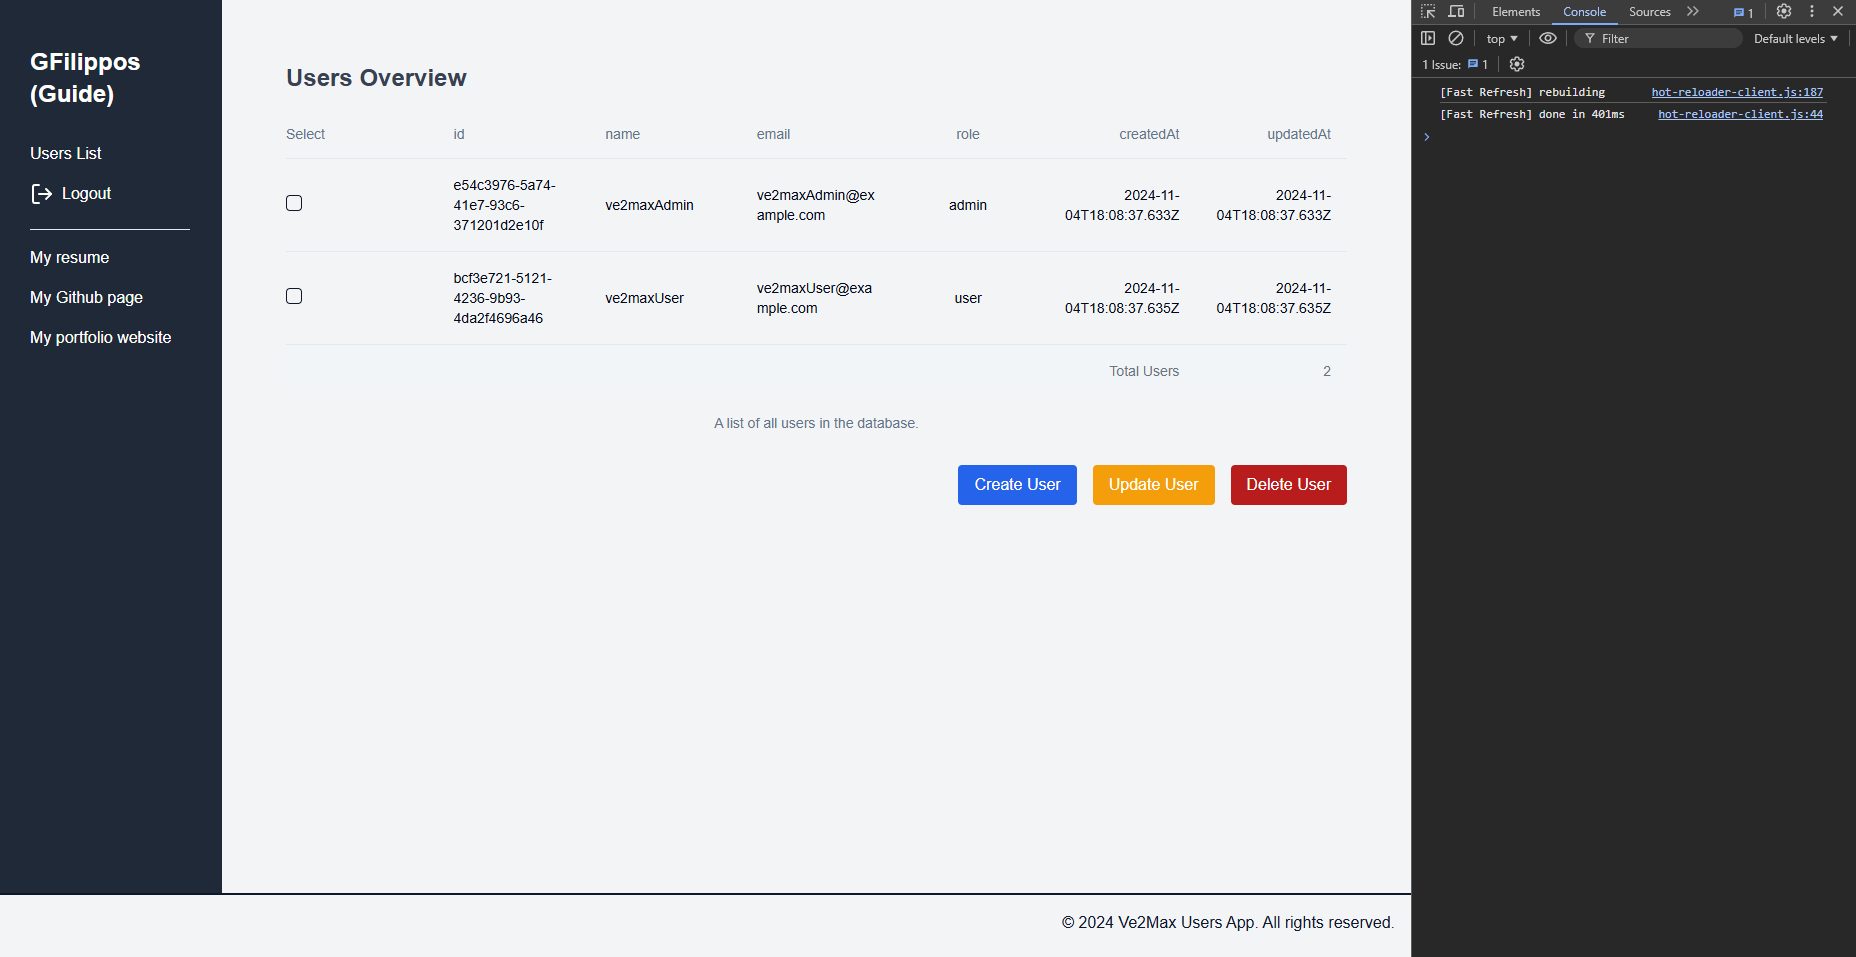 GFilippos
(Guide)
Users List
Logout
My resume
My Github page
My portfolio website
Users Overview
Select id name email role createdAt updatedAt
e54c3976-5a74-
41e7-93c6-
371201d2e10f
ve2maxAdmin
ve2maxAdmin@ex
ample.com
admin
2024-11-
04T18:08:37.633Z
2024-11-
04T18:08:37.633Z
bcf3e721-5121-
4236-9b93-
4da2f4696a46
ve2maxUser
ve2maxUser@exa
mple.com
user
2024-11-
04T18:08:37.635Z
2024-11-
04T18:08:37.635Z
Total Users 2
A list of all users in the database.
Create User Update User Delete User
© 2024 Ve2Max Users App. All rights reserved.
Elements Console Sources 1
top Filter Default levels
1 Issue: 1
[Fast Refresh] rebuilding hot-reloader-client.js:187
[Fast Refresh] done in 401ms hot-reloader-client.js:44